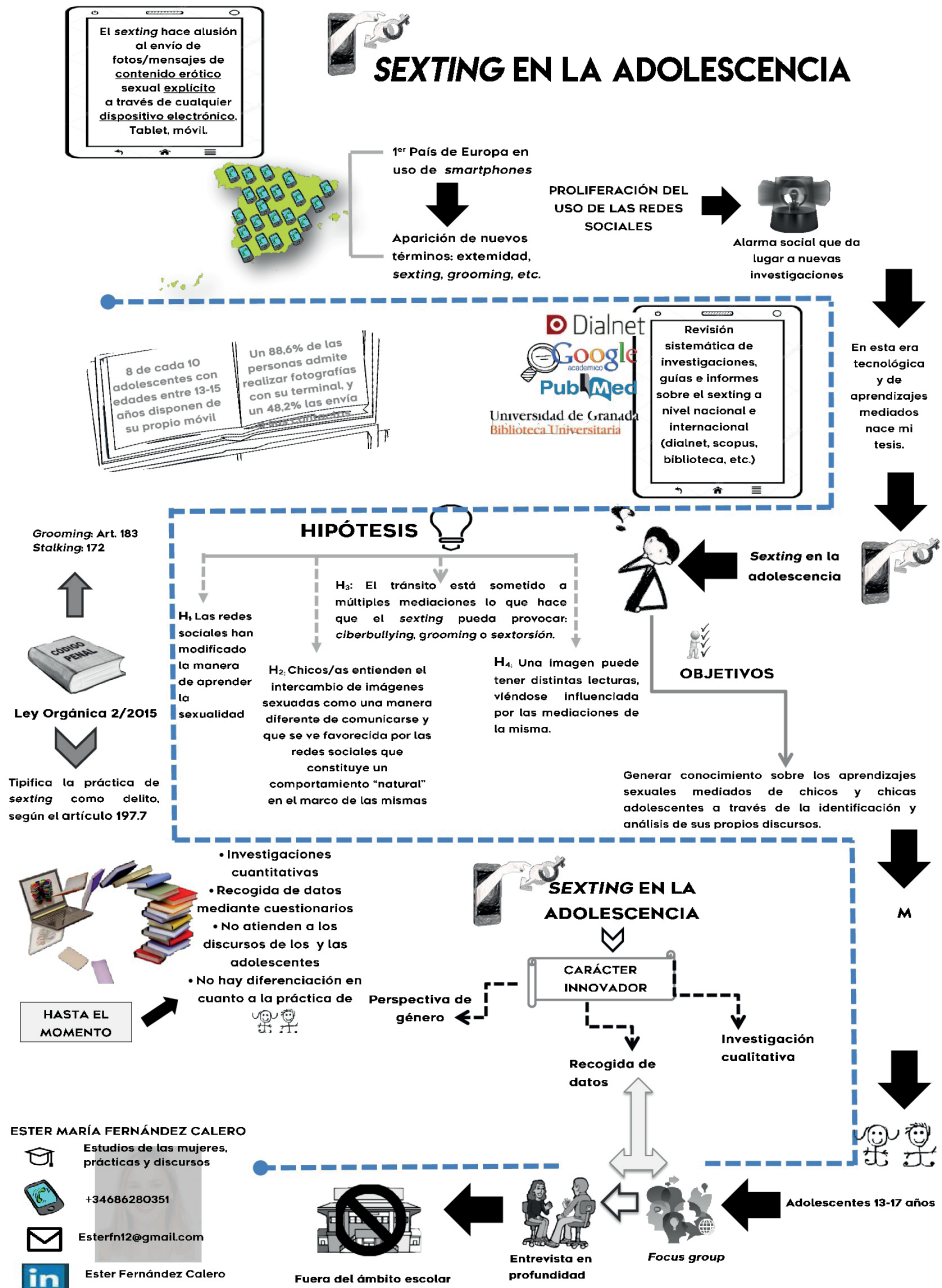 El sexting hace alusión
al envío de
fotos/mensajes de
contenido erótico
sexual explícito
a través de cualquier
dispositivo electrónico.
Tablet, móvil.
SEXTING EN LA ADOLESCENCIA
1er País de Europa en
uso de smartphones
Aparición de nuevos
términos: extemidad,
sexting, grooming, etc.
PROLIFERACIÓN DEL
USO DE LAS REDES
SOCIALES
Alarma social que da
lugar a nuevas
investigaciones
8 de cada 10
adolescentes con
edades entre 13-15
años disponen de
su propio móvil
Un 88,6% de las
personas admite
realizar fotografías
con su terminal, y
un 48,2% las envía
Dialnet
Google
académico
PubMed
Universidad de Granada
Biblioteca Universitaria
Revisión
sistemática de
investigaciones,
guías e informes
sobre el sexting a
nivel nacional e
internacional
(dialnet, scopus,
biblioteca, etc.)
En esta era
tecnológica
y de
aprendizajes
mediados
nace mi
tesis.
Grooming: Art. 183
Stalking: 172
CÓDIGO
PENAL
Ley Orgánica 2/2015
Tipifica la práctica de
sexting como delito,
según el artículo 197.7
HIPÓTESIS
H1 Las redes
sociales han
modificado
la manera
de aprender
la
sexualidad
H2: Chicos/as entienden el
intercambio de imágenes
sexuadas como una manera
diferente de comunicarse y
que se ve favorecida por las
redes sociales que
constituye un
comportamiento “natural”
en el marco de las mismas
H3: El tránsito está sometido a
múltiples mediaciones lo que hace
que el sexting pueda provocar:
ciberbullying, grooming o sextorsión.
H4: Una imagen puede
tener distintas lecturas,
viéndose influenciada
por las mediaciones de
la misma.
Sexting en la
adolescencia
OBJETIVOS
Generar conocimiento sobre los aprendizajes
sexuales mediados de chicos y chicas
adolescentes a través de la identificación y
análisis de sus propios discursos.
M
• Investigaciones
cuantitativas
• Recogida de datos
mediante cuestionarios
• No atienden a los
discursos de los y las
adolescentes
• No hay diferenciación en
cuanto a la práctica de
HASTA EL
MOMENTO
SEXTING EN LA
ADOLESCENCIA
CARÁCTER
INNOVADOR
Perspectiva de
género
Recogida de
datos
Investigación
cualitativa
Adolescentes 13-17 años
Focus group
Entrevista en
profundidad
Fuera del ámbito escolar
ESTER MARÍA FERNÁNDEZ CALERO
Estudios de las mujeres,
prácticas y discursos
+34686280351
Esterfn12@gmail.com
in
Ester Fernández Calero